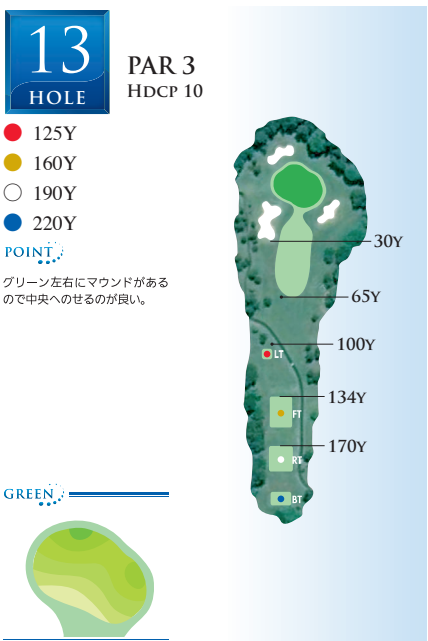 13
HOLE
PAR 3
HDCP 10
125Y
160Y
190Y
220Y
POINT
グリーン左右にマウンドがある
ので中央へのせるのが良い。
30Y
65Y
100Y
LT
134Y
FT
170Y
RT
BT
GREEN